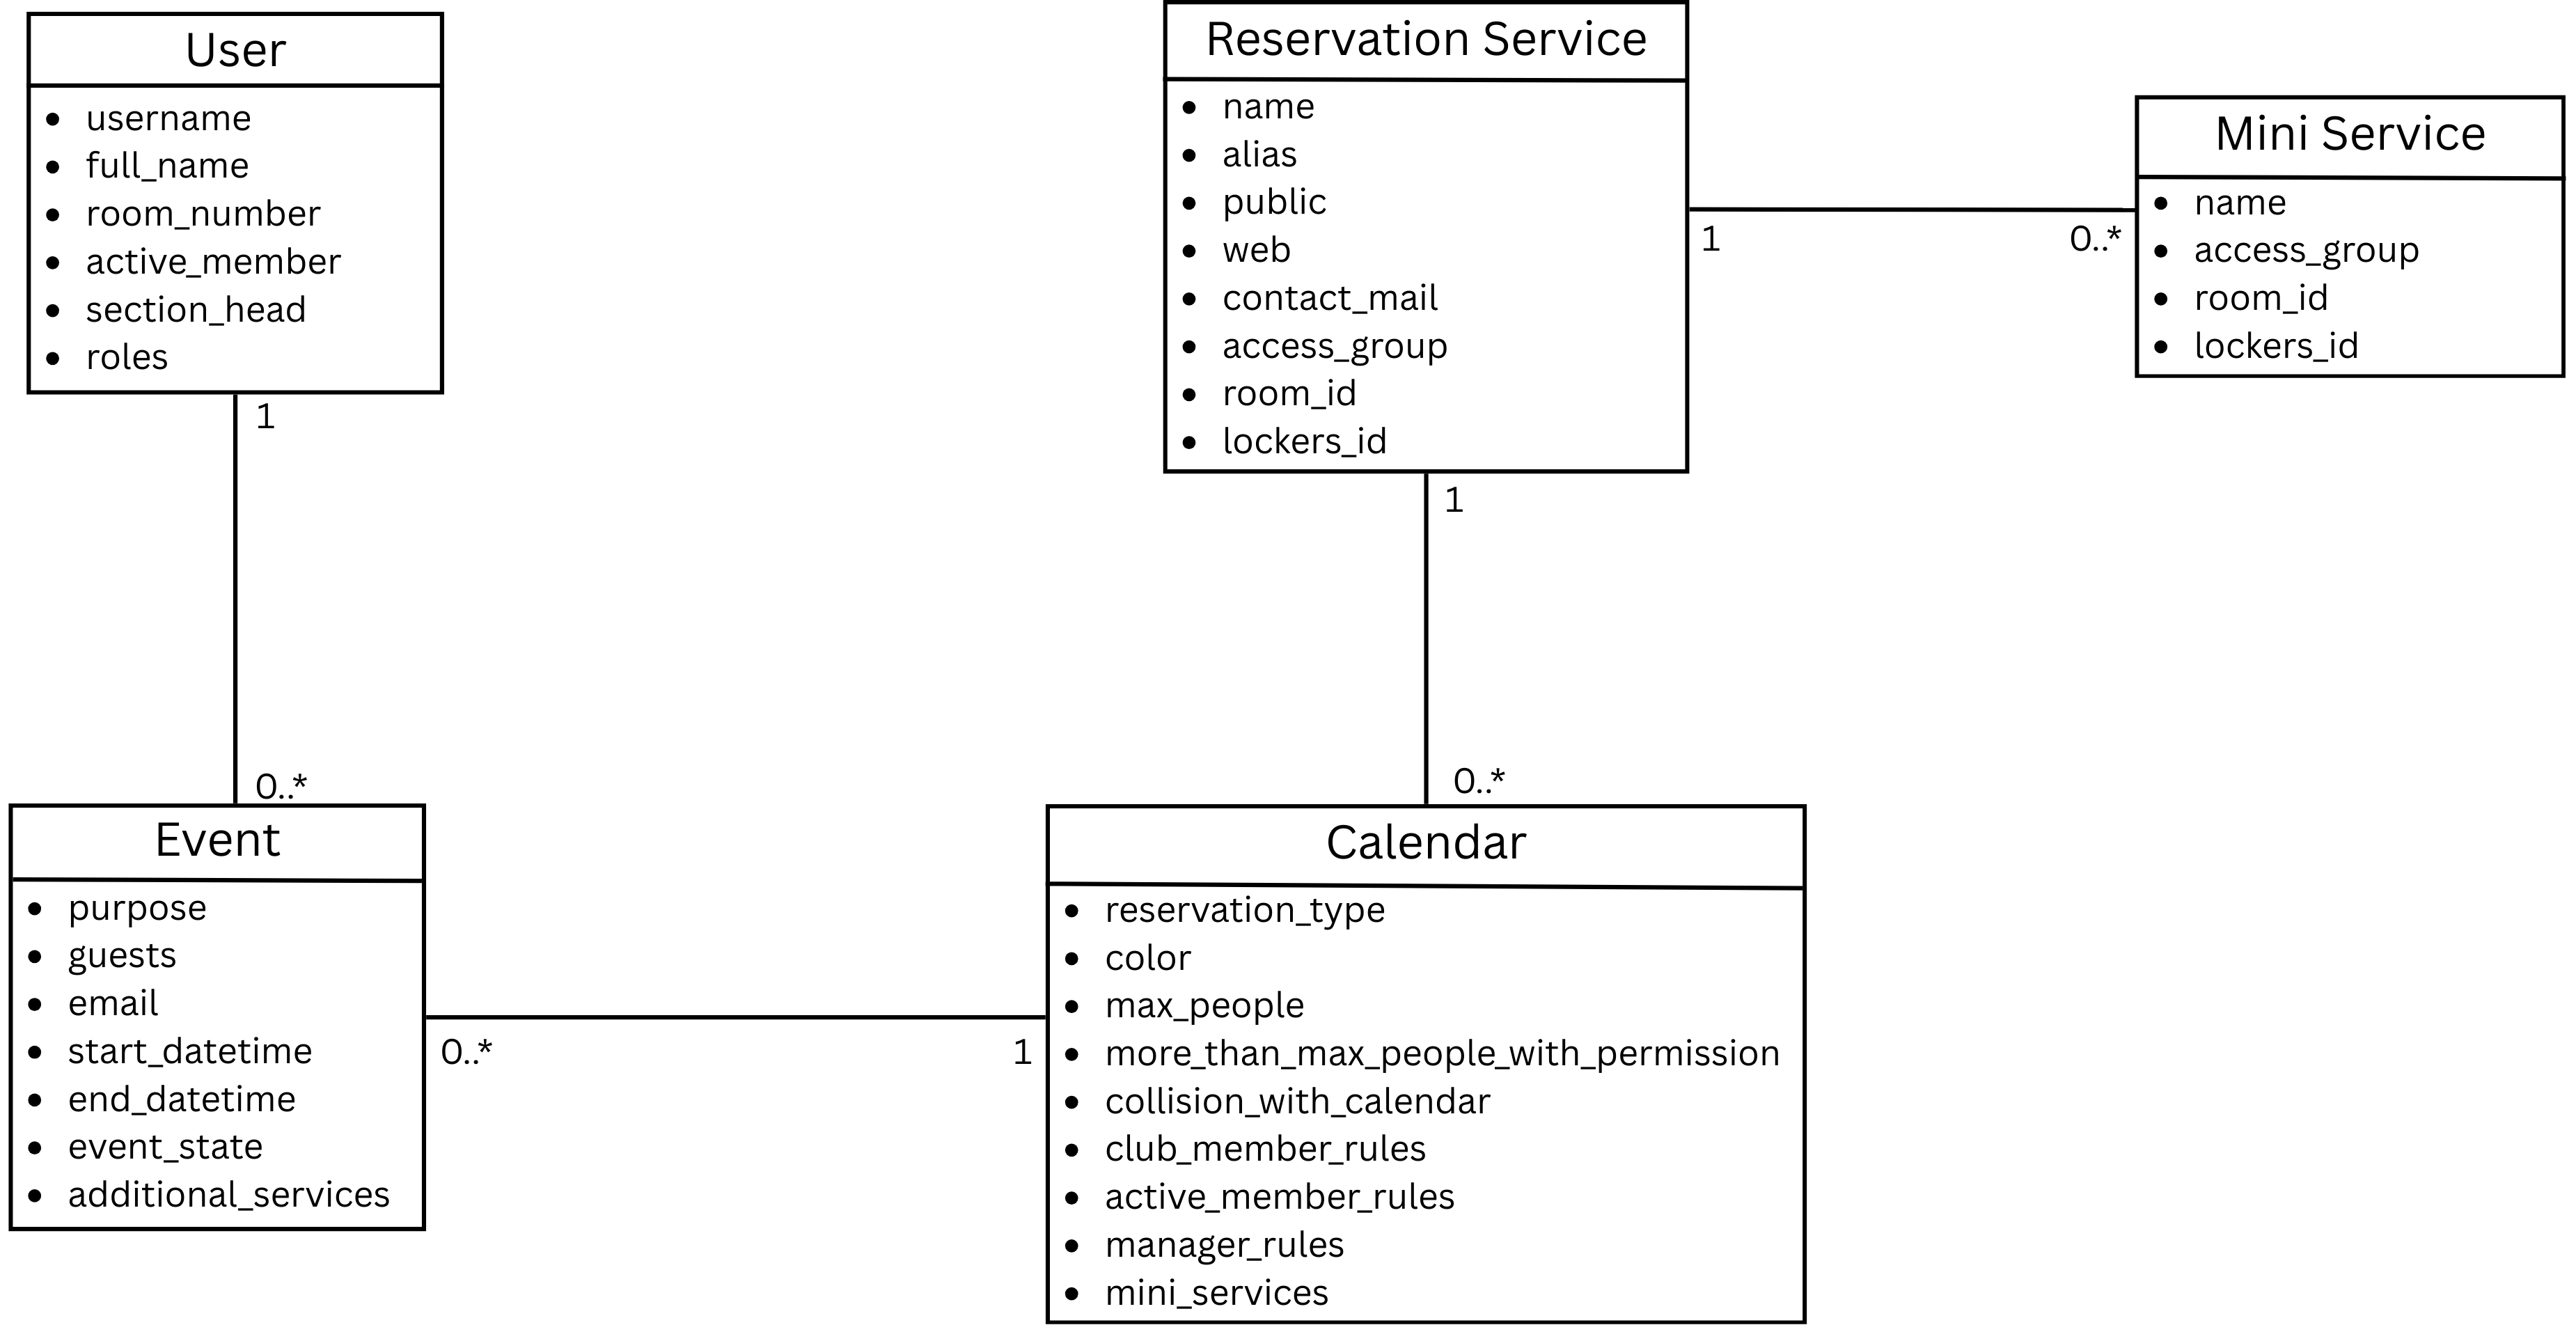 User
username
full_name
room_number
active_member
section_head
roles
1
0..*
Reservation Service
name
alias
public
web
contact_mail
access_group
room_id
lockers_id
1
0..*
1
0..*
Mini Service
name
access_group
room_id
lockers_id
Event
purpose
guests
email
start_datetime
end_datetime
event_state
additional_services
0..*
1
Calendar
reservation_type
color
max_people
more_than_max_people_with_permission
collision_with_calendar
club_member_rules
active_member_rules
manager_rules
mini_services